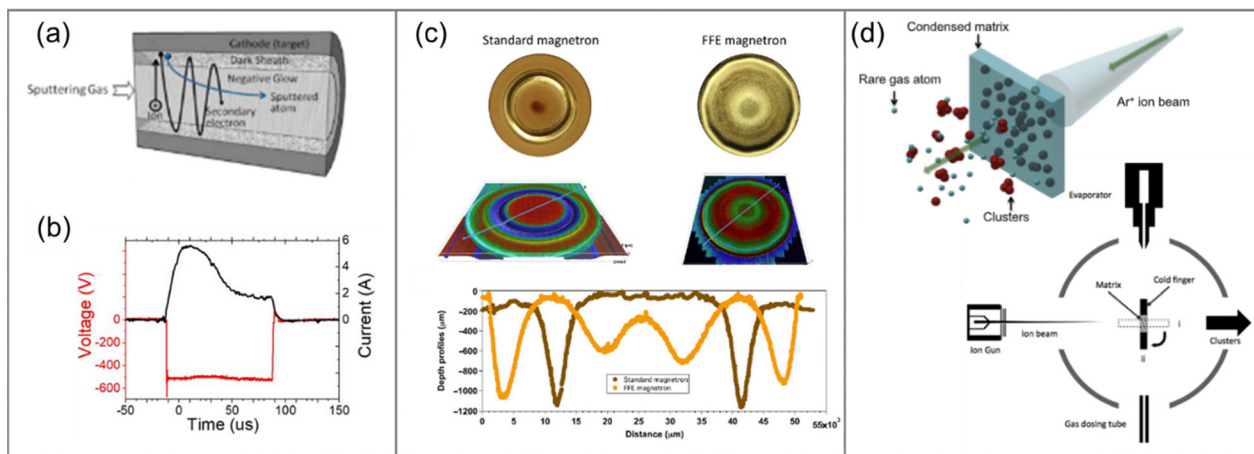 (a)
Cathode (target)
Dark Sheath
Negative Glow
Sputtering Gas
Sputtered
atom
Ion
Secondary
electron
(b)
Voltage (V)
0
-200
-400
-600
6
4
2
0
Current (A)
-50 0 50 100 150
Time (us)
(c)
Standard magnetron
FFE magnetron
Depth profiles (µm)
0
−200
−400
−600
−800
−1000
−1200
Standard magnetron
FFE magnetron
0 5 10 15 20 25 30 35 40 45 50 55×10³
Distance (µm)
(d)
Condensed matrix
Rare gas atom
Ar⁺ ion beam
Clusters
Evaporator
Matrix
Cold finger
i
Ion beam
Ion Gun
ii
Clusters
Gas dosing tube